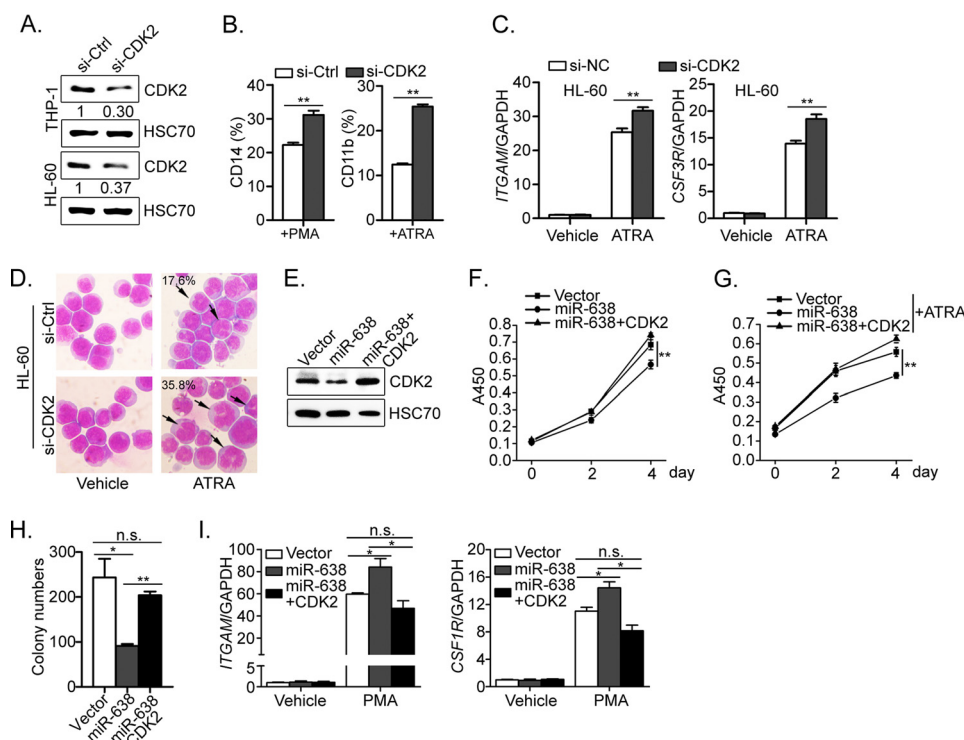 A.
si-Ctrl
si-CDK2
THP-1
CDK2
1 0.30
HSC70
HL-60
CDK2
1 0.37
HSC70
B.
si-Ctrl si-CDK2
CD14 (%)
40
30
20
10
0
**
+PMA
CD11b (%)
30
20
10
0
**
+ATRA
C.
si-NC si-CDK2
HL-60
ITGAM/GAPDH
40
30
20
10
0
**
Vehicle ATRA
HL-60
CSF3R/GAPDH
25
20
15
10
5
0
**
Vehicle ATRA
D.
HL-60
si-Ctrl
17.6%
si-CDK2
35.8%
Vehicle ATRA
E.
Vector
miR-638
miR-638+
CDK2
CDK2
HSC70
F.
Vector
miR-638
miR-638+CDK2
A450
0.8
0.7
0.6
0.5
0.4
0.3
0.2
0.1
0.0
**
0 2 4 day
G.
Vector
miR-638
miR-638+CDK2
+ATRA
A450
0.7
0.6
0.5
0.4
0.3
0.2
0.1
0.0
**
0 2 4 day
H.
Colony numbers
300
200
100
0
n.s.
*
**
Vector
miR-638
miR-638
CDK2
I.
Vector
miR-638
miR-638
+CDK2
ITGAM/GAPDH
100
80
60
40
20
5
0
n.s.
*
*
Vehicle PMA
Vector
miR-638
miR-638
+CDK2
CSF1R/GAPDH
20
16
12
8
4
0
n.s.
*
*
Vehicle PMA